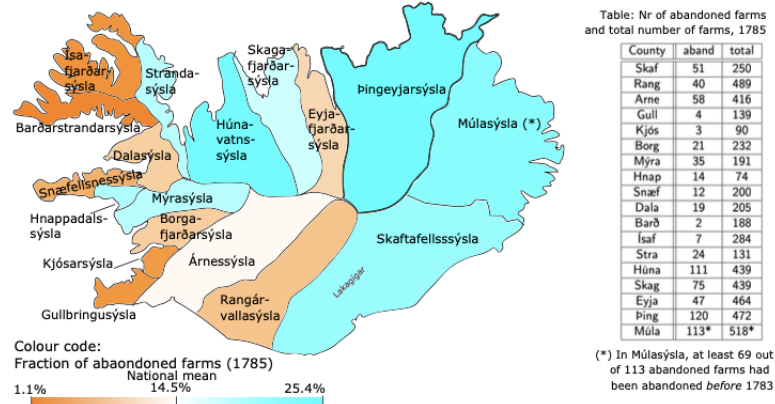 Ísa-
fjarðar-
sýsla
Stranda-
sýsla
Skaga-
fjarðar-
sýsla
Þingeyjarsýsla
Barðarstrandarsýsla
Húna-
vatns-
sýsla
Eyja-
fjarðar-
sýsla
Múlasýsla (*)
Dalasýsla
Snæfellsnessýsla
Mýrasýsla
Hnappadals-
sýsla
Borga-
fjarðarsýsla
Skaftafellsssýsla
Kjósarsýsla
Árnessýsla
Lakagígar
Gullbringusýsla
Rangár-
vallasýsla
Colour code:
Fraction of abaondoned farms (1785)
National mean
1.1% 14.5% 25.4%
Table: Nr of abandoned farms
and total number of farms, 1785
County aband total
Skaf 51 250
Rang 40 489
Arne 58 416
Gull 4 139
Kjós 3 90
Borg 21 232
Mýra 35 191
Hnap 14 74
Snæf 12 200
Dala 19 205
Barð 2 188
Ísaf 7 284
Stra 24 131
Húna 111 439
Skag 75 439
Eyja 47 464
Þing 120 472
Múla 113* 518*
(*) In Múlasýsla, at least 69 out
of 113 abandoned farms had
been abandoned before 1783